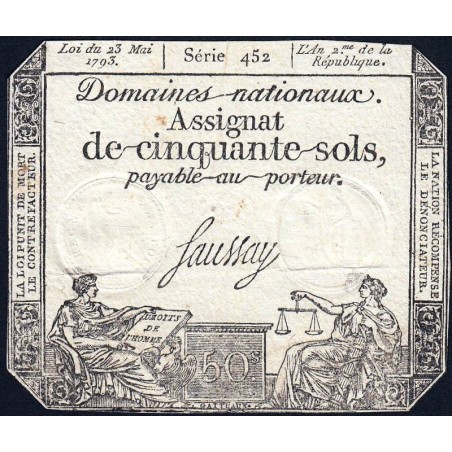 Loi du 23 Mai
1793.
Série 452
L'An 2.me de la
République.
Domaines nationaux.
Assignat
de cinquante sols,
payable au porteur.
Saussay
LA LOI PUNIT DE MORT
LE CONTREFACTEUR.
LA NATION RÉCOMPENSE
LE DÉNONCIATEUR.
DROITS
DE
L'HOMME
50s
GATTEAUX